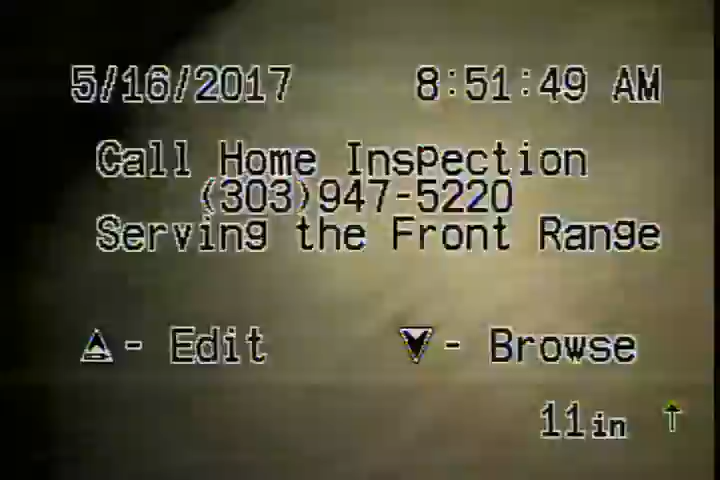 5/16/2017 8:51:49 AM
Call Home Inspection
(303)947-5220
Serving the Front Range
- Edit - Browse
11in ↑